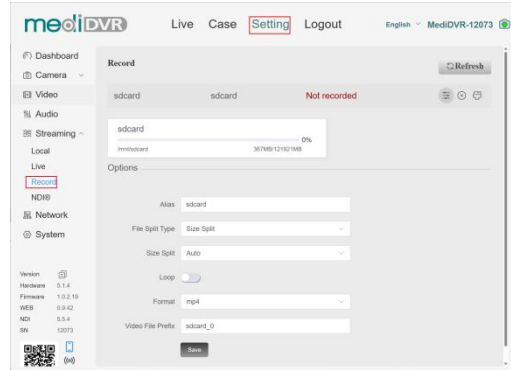 mediDVR Live Case Setting Logout English MediDVR-12073
Dashboard
Camera
Video
Audio
Streaming
Local
Live
Record
NDI®
Network
System
Version
Hardware 5.1.4
Firmware 1.0.2.19
WEB 0.9.42
NDI 5.5.4
SN 12073
Record Refresh
sdcard sdcard Not recorded
sdcard
0%
/mnt/sdcard 367MB/121921MB
Options
Alias sdcard
File Split Type Size Split
Size Split Auto
Loop
Format mp4
Video File Prefix sdcard_0
Save